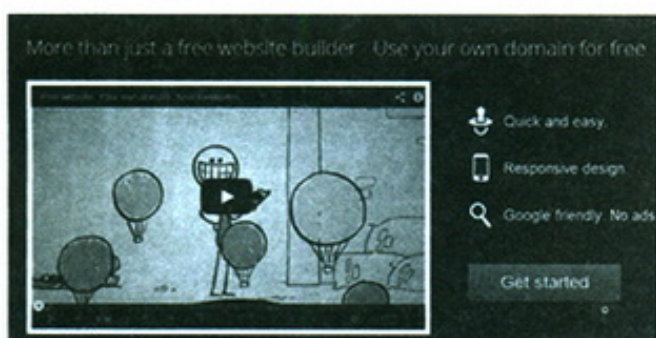 More than just a free website builder Use your own domain for free
Quick and easy.
Responsive design
Google friendly. No ads
Get started